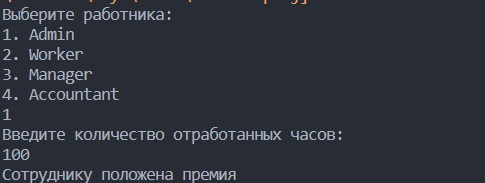 Выберите работника:
1. Admin
2. Worker
3. Manager
4. Accountant
1
Введите количество отработанных часов:
100
Сотруднику положена премия